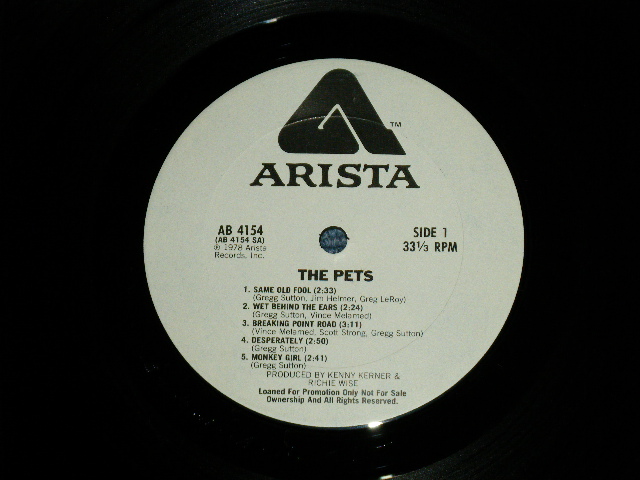 TM
ARISTA
AB 4154
(AB 4154 SA)
℗ 1978 Arista
Records, Inc.
SIDE 1
33⅓ RPM
THE PETS
1. SAME OLD FOOL (2:33)
(Gregg Sutton, Jim Helmer, Greg LeRoy)
2. WET BEHIND THE EARS (2:24)
(Gregg Sutton, Vince Melamed)
3. BREAKING POINT ROAD (3:11)
(Vince Melamed, Scott Strong, Gregg Sutton)
4. DESPERATELY (2:50)
(Gregg Sutton)
5. MONKEY GIRL (2:41)
(Gregg Sutton)
PRODUCED BY KENNY KERNER &
RICHIE WISE
Loaned For Promotion Only Not For Sale
Ownership And All Rights Reserved.